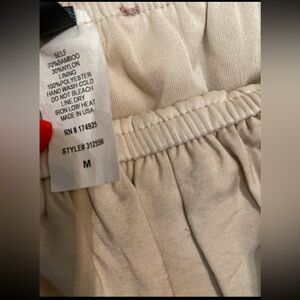 SELF
70%BAMBOO
30%NYLON
LINING
100%POLYESTER
HAND WASH COLD
DO NOT BLEACH
LINE DRY
IRON LOW HEAT
MADE IN USA
RN # 174929
STYLE# 31255N
M